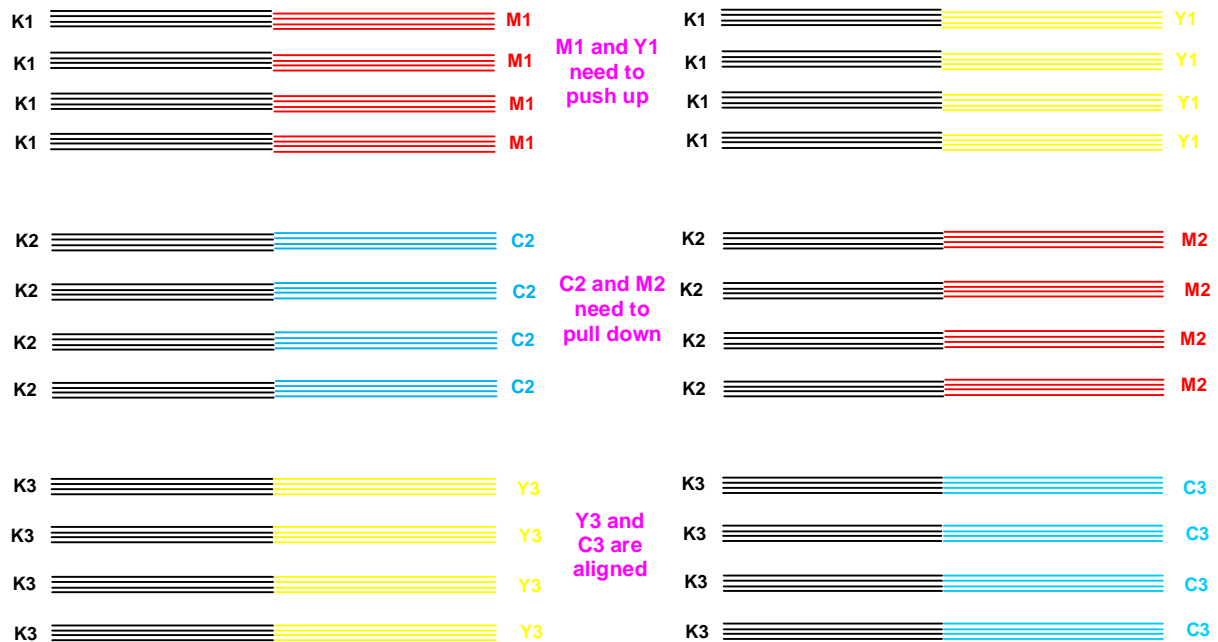 K1 M1
K1 M1
K1 M1
K1 M1
M1 and Y1
need to
push up
K1 Y1
K1 Y1
K1 Y1
K1 Y1
K2 C2
K2 C2
K2 C2
K2 C2
C2 and M2
need to
pull down
K2 M2
K2 M2
K2 M2
K2 M2
K3 Y3
K3 Y3
K3 Y3
K3 Y3
Y3 and
C3 are
aligned
K3 C3
K3 C3
K3 C3
K3 C3